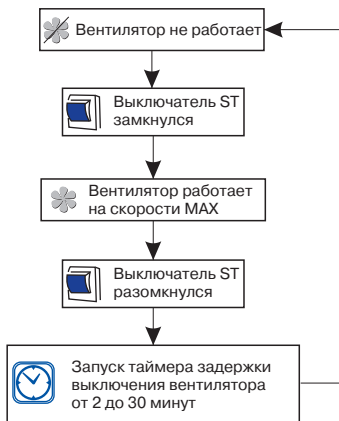 Вентилятор не работает
Выключатель ST
замкнулся
Вентилятор работает
на скорости MAX
Выключатель ST
разомкнулся
Запуск таймера задержки
выключения вентилятора
от 2 до 30 минут